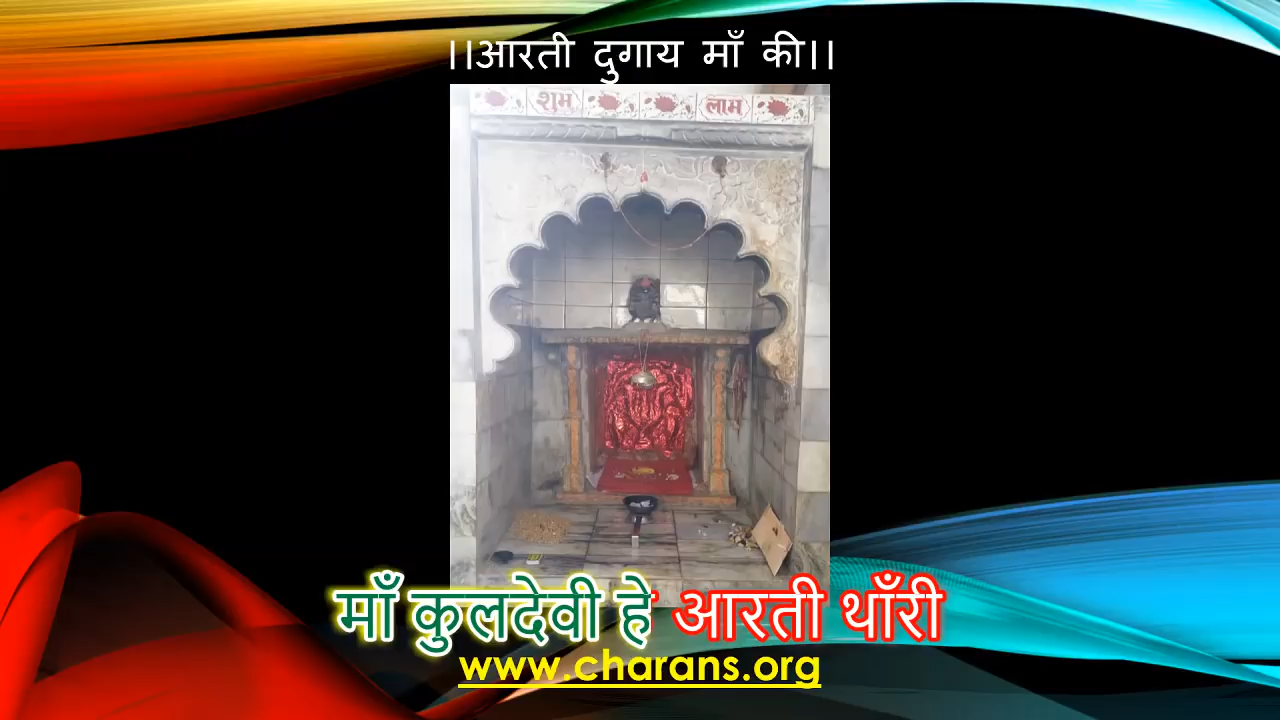 ।।आरती दुगाय माँ की।।
शुभ लाभ
माँ कुलदेवी हे आरती थाँरी
www.charans.org